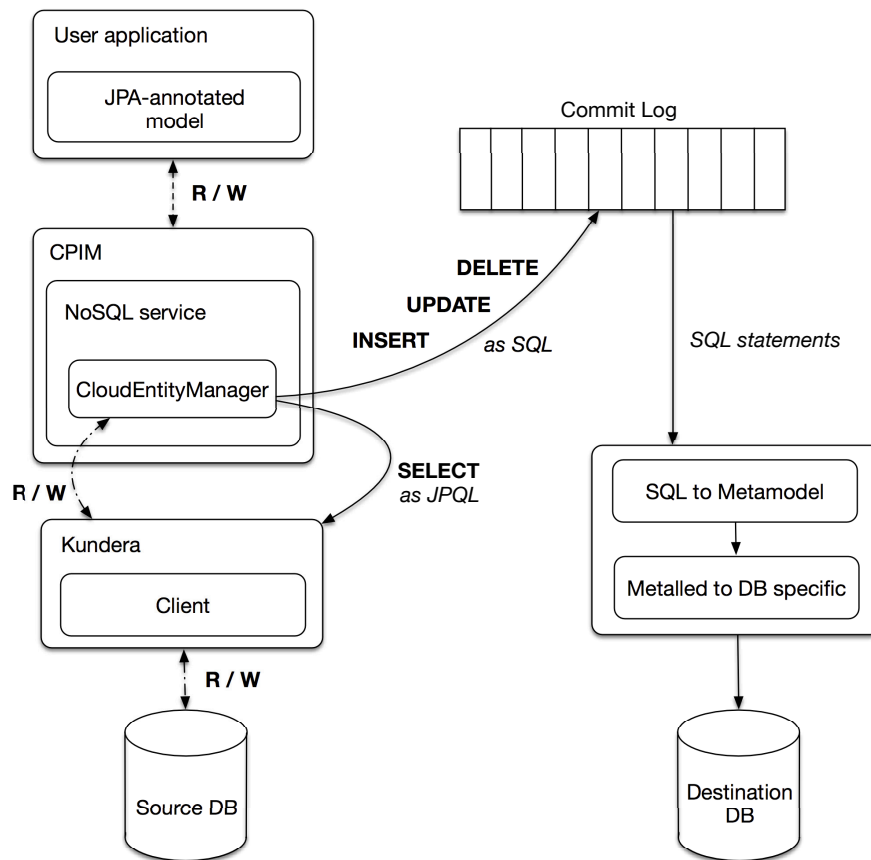 User application
JPA-annotated
model
R / W
CPIM
NoSQL service
CloudEntityManager
R / W
Kundera
Client
R / W
Source DB
DELETE
UPDATE
INSERT
as SQL
SELECT
as JPQL
Commit Log
SQL statements
SQL to Metamodel
Metalled to DB specific
Destination
DB